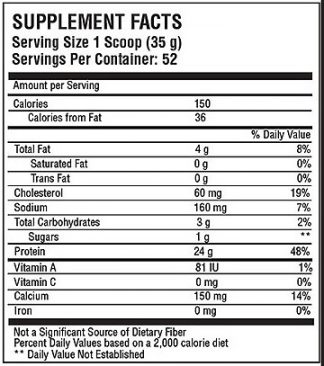 SUPPLEMENT FACTS
Serving Size 1 Scoop (35 g)
Servings Per Container: 52
Amount per Serving
Calories 150
Calories from Fat 36
% Daily Value
Total Fat 4 g 8%
Saturated Fat 0 g 0%
Trans Fat 0 g 0%
Cholesterol 60 mg 19%
Sodium 160 mg 7%
Total Carbohydrates 3 g 2%
Sugars 1 g **
Protein 24 g 48%
Vitamin A 81 IU 1%
Vitamin C 0 mg 0%
Calcium 150 mg 14%
Iron 0 mg 0%
Not a Significant Source of Dietary Fiber
Percent Daily Values based on a 2,000 calorie diet
** Daily Value Not Established